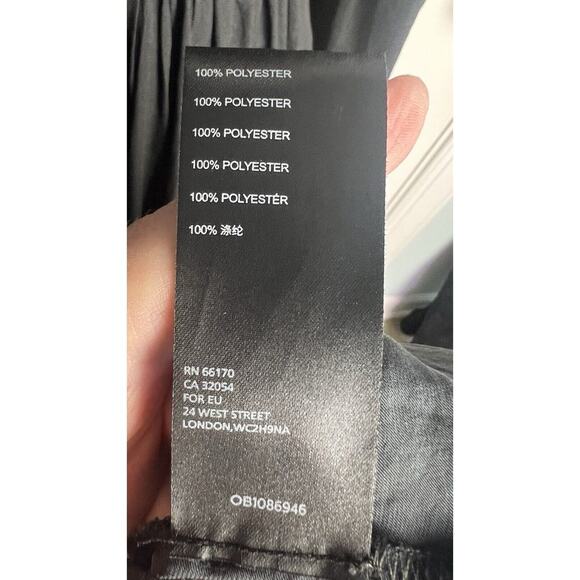 100% POLYESTER
100% POLYESTER
100% POLYESTER
100% POLYESTER
100% POLYESTÉR
100% 涤纶
RN 66170
CA 32054
FOR EU
24 WEST STREET
LONDON,WC2H9NA
OB1086946